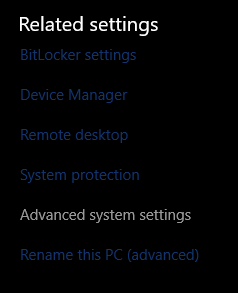 Related settings
BitLocker settings
Device Manager
Remote desktop
System protection
Advanced system settings
Rename this PC (advanced)